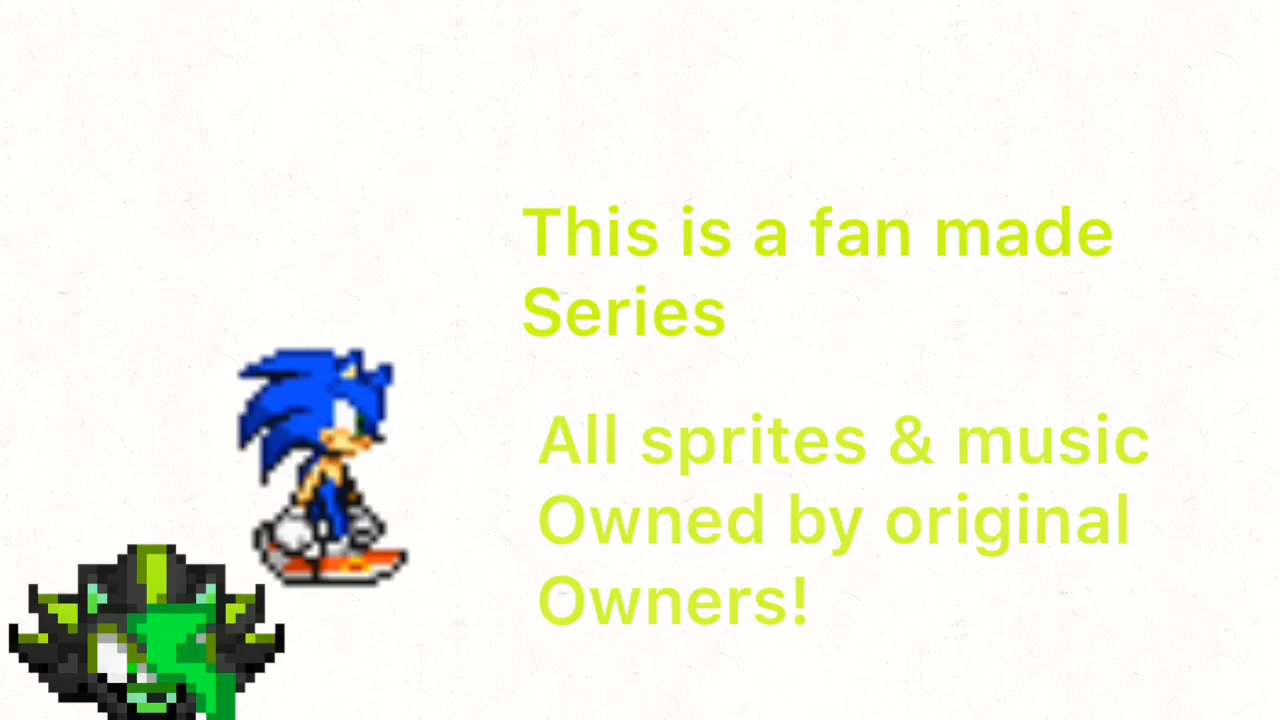 This is a fan made
Series
All sprites & music
Owned by original
Owners!